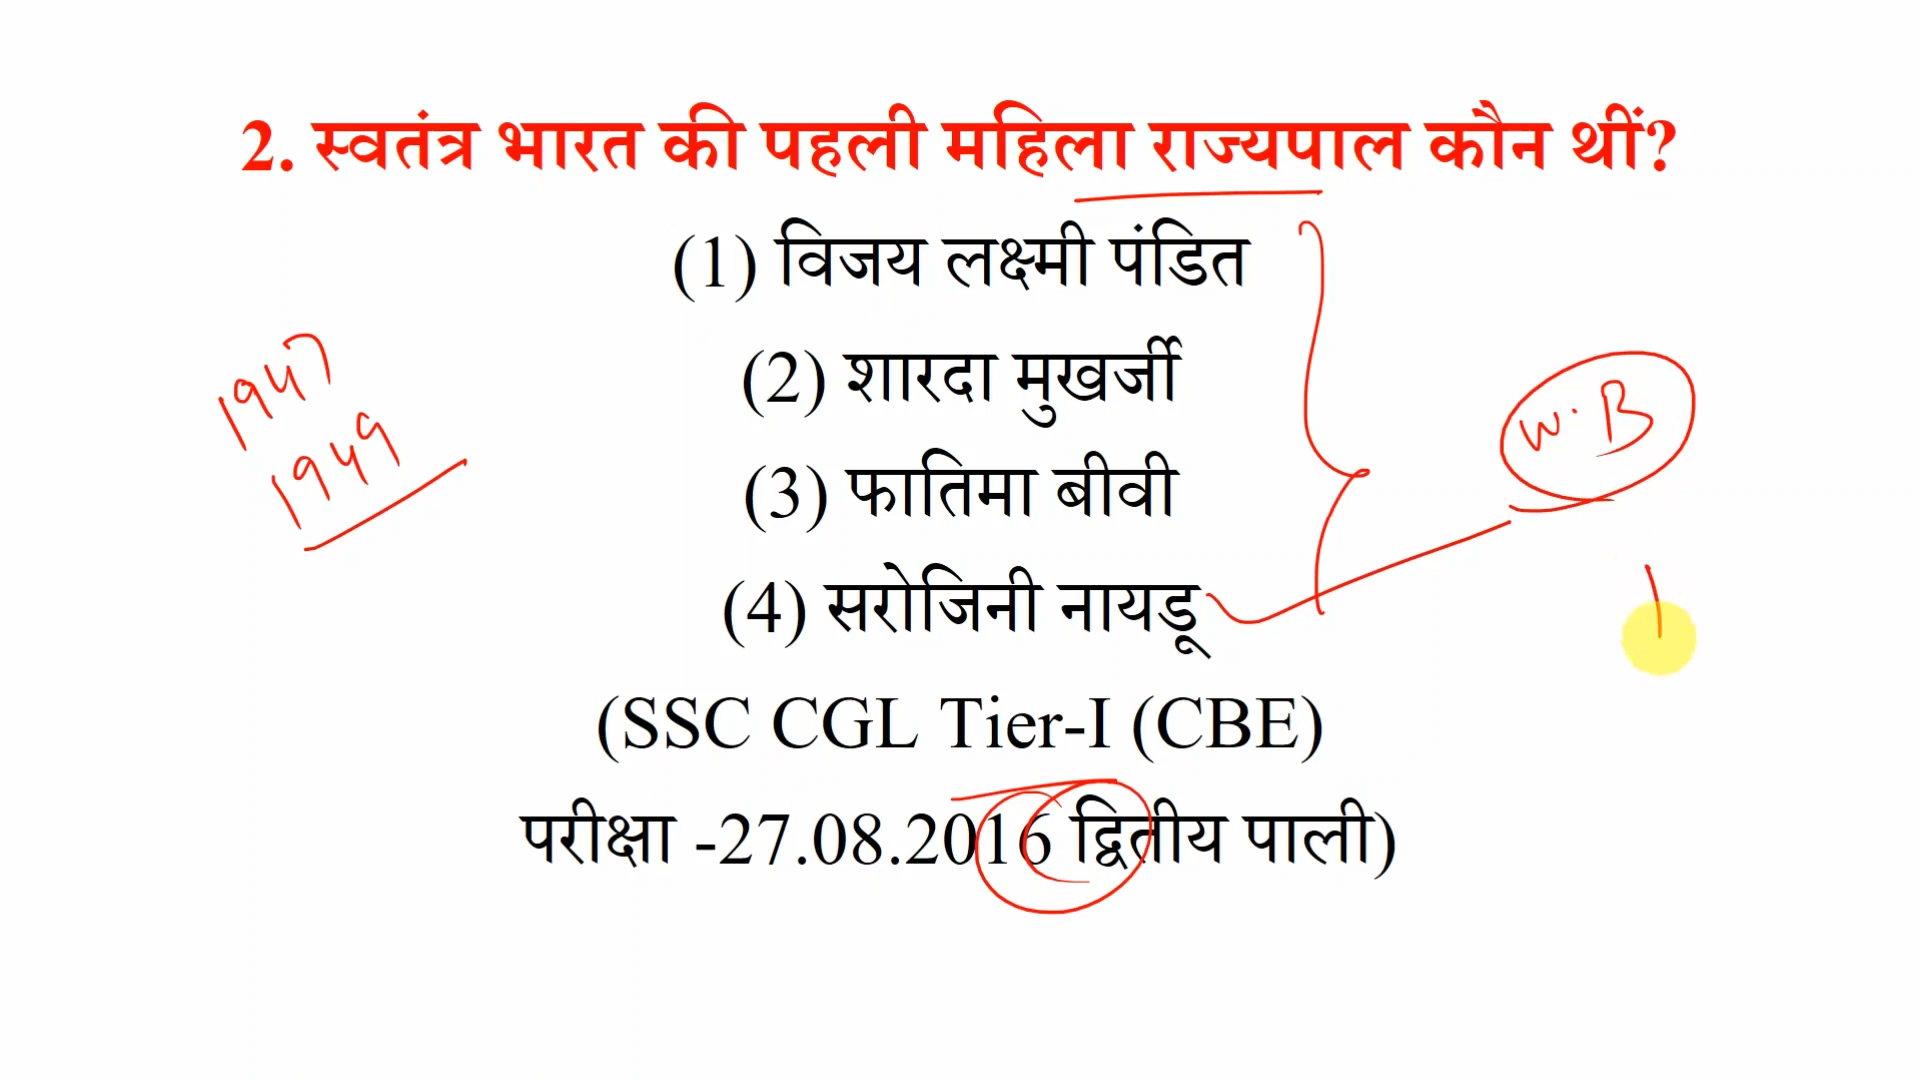 2. स्वतंत्र भारत की पहली महिला राज्यपाल कौन थीं?
(1) विजय लक्ष्मी पंडित
(2) शारदा मुखर्जी
(3) फातिमा बीवी
(4) सरोजिनी नायडू
(SSC CGL Tier-I (CBE)
परीक्षा -27.08.2016 द्वितीय पाली)
1947
1949
W.B